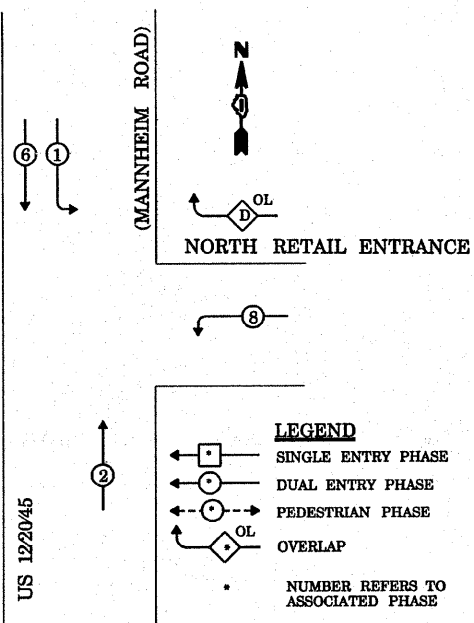 N
(MANNHEIM ROAD)
6
1
OL
D
NORTH RETAIL ENTRANCE
8
2
US 12/20/45
LEGEND
* SINGLE ENTRY PHASE
* DUAL ENTRY PHASE
* PEDESTRIAN PHASE
OL
* OVERLAP
* NUMBER REFERS TO
ASSOCIATED PHASE